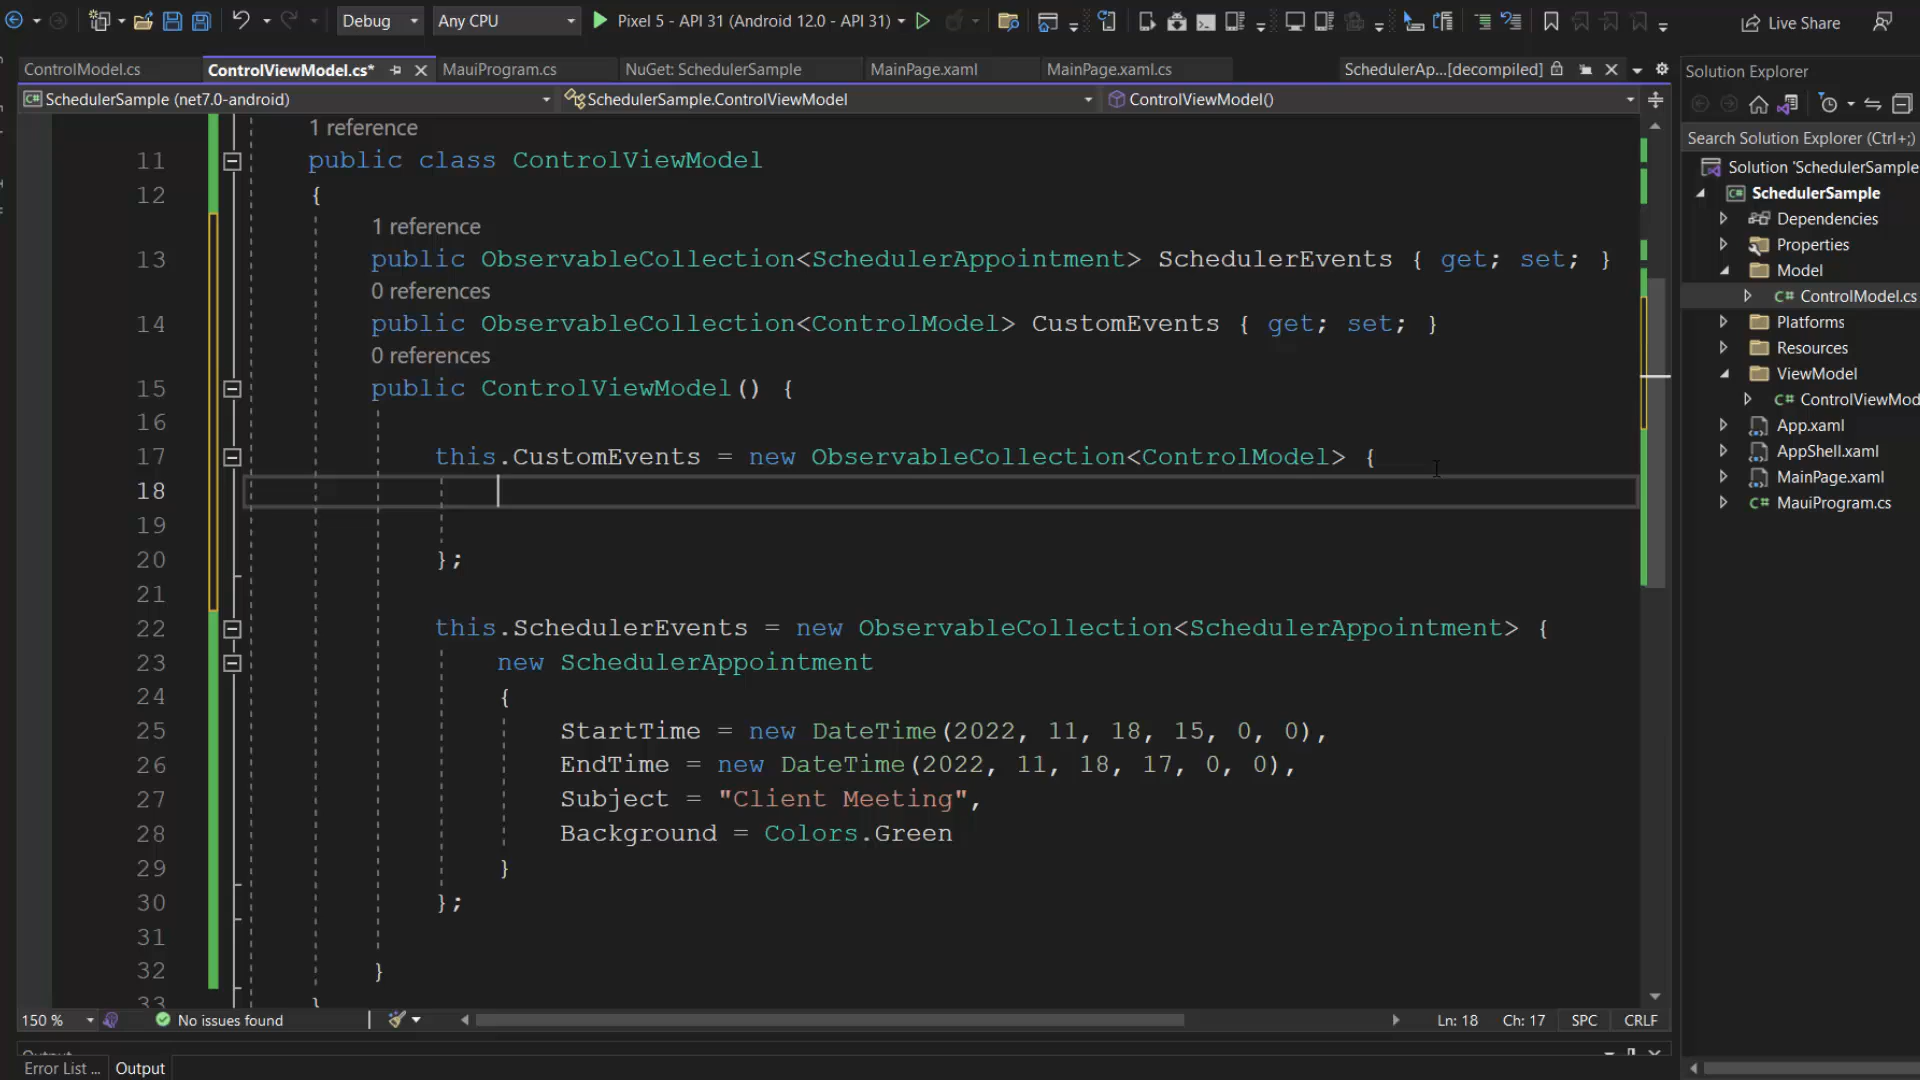 Debug
Any CPU
Pixel 5 - API 31 (Android 12.0 - API 31)
Live Share
ControlModel.cs
ControlViewModel.cs*
MauiProgram.cs
NuGet: SchedulerSample
MainPage.xaml
MainPage.xaml.cs
SchedulerAp...[decompiled]
SchedulerSample (net7.0-android)
SchedulerSample.ControlViewModel
ControlViewModel()
1 reference
11 public class ControlViewModel
12 {
1 reference
13 public ObservableCollection<SchedulerAppointment> SchedulerEvents { get; set; }
0 references
14 public ObservableCollection<ControlModel> CustomEvents { get; set; }
0 references
15 public ControlViewModel() {
16
17 this.CustomEvents = new ObservableCollection<ControlModel> {
18
19
20 };
21
22 this.SchedulerEvents = new ObservableCollection<SchedulerAppointment> {
23 new SchedulerAppointment
24 {
25 StartTime = new DateTime(2022, 11, 18, 15, 0, 0),
26 EndTime = new DateTime(2022, 11, 18, 17, 0, 0),
27 Subject = "Client Meeting",
28 Background = Colors.Green
29 }
30 };
31
32 }
33 }
150 %
No issues found
Ln: 18
Ch: 17
SPC
CRLF
Output
Error List ...
Output
Solution Explorer
Search Solution Explorer (Ctrl+;)
Solution 'SchedulerSample
SchedulerSample
Dependencies
Properties
Model
C# ControlModel.cs
Platforms
Resources
ViewModel
C# ControlViewMod
App.xaml
AppShell.xaml
MainPage.xaml
C# MauiProgram.cs